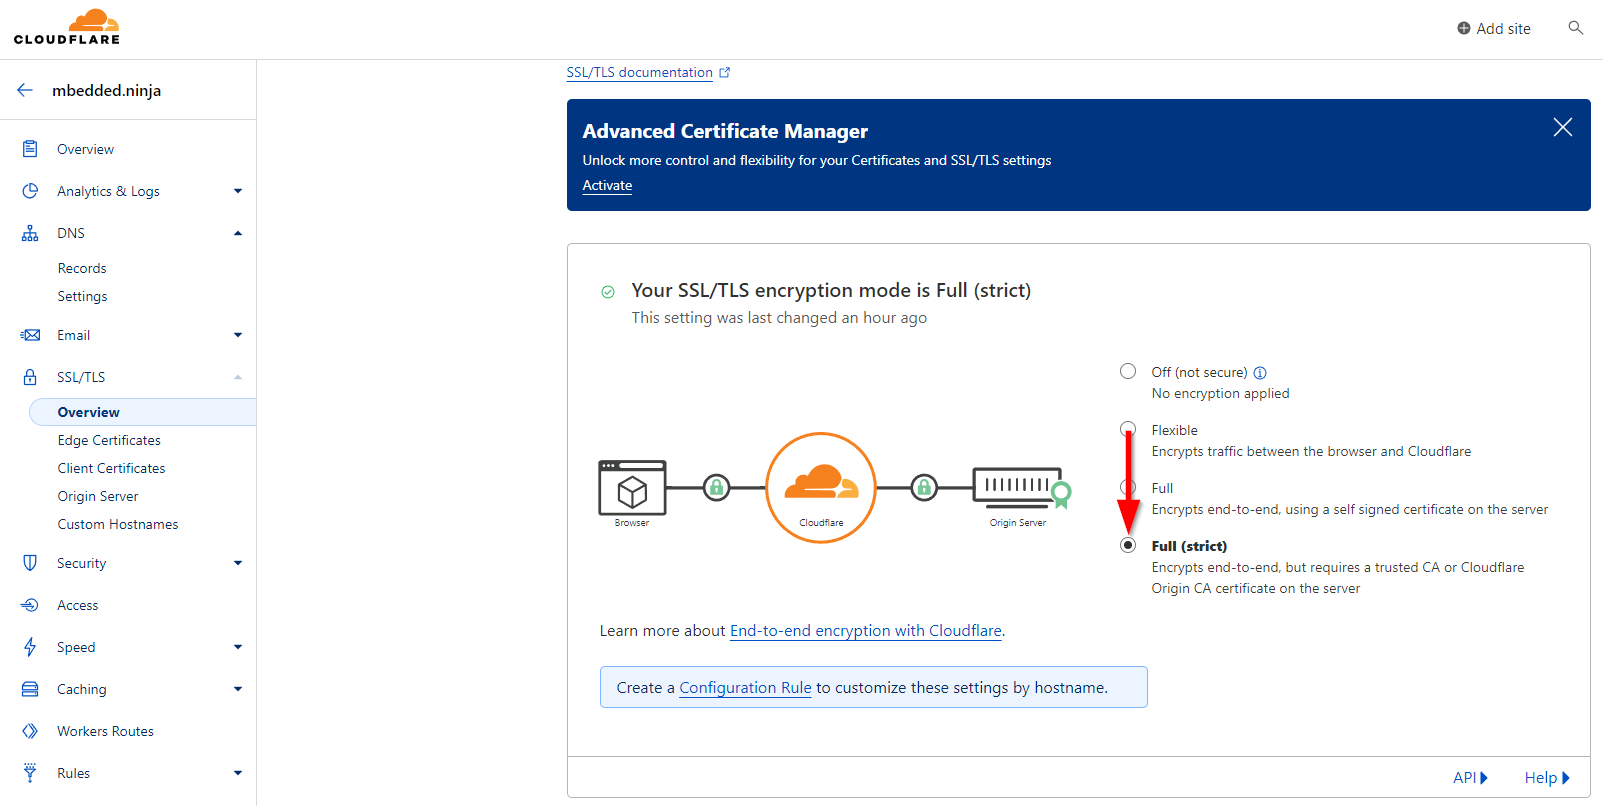 CLOUDFLARE
Add site
mbedded.ninja
Overview
Analytics & Logs
DNS
Records
Settings
Email
SSL/TLS
Overview
Edge Certificates
Client Certificates
Origin Server
Custom Hostnames
Security
Access
Speed
Caching
Workers Routes
Rules
SSL/TLS documentation
Advanced Certificate Manager
Unlock more control and flexibility for your Certificates and SSL/TLS settings
Activate
Your SSL/TLS encryption mode is Full (strict)
This setting was last changed an hour ago
Browser
Cloudflare
Origin Server
Off (not secure)
No encryption applied
Flexible
Encrypts traffic between the browser and Cloudflare
Full
Encrypts end-to-end, using a self signed certificate on the server
Full (strict)
Encrypts end-to-end, but requires a trusted CA or Cloudflare
Origin CA certificate on the server
Learn more about End-to-end encryption with Cloudflare.
Create a Configuration Rule to customize these settings by hostname.
API
Help